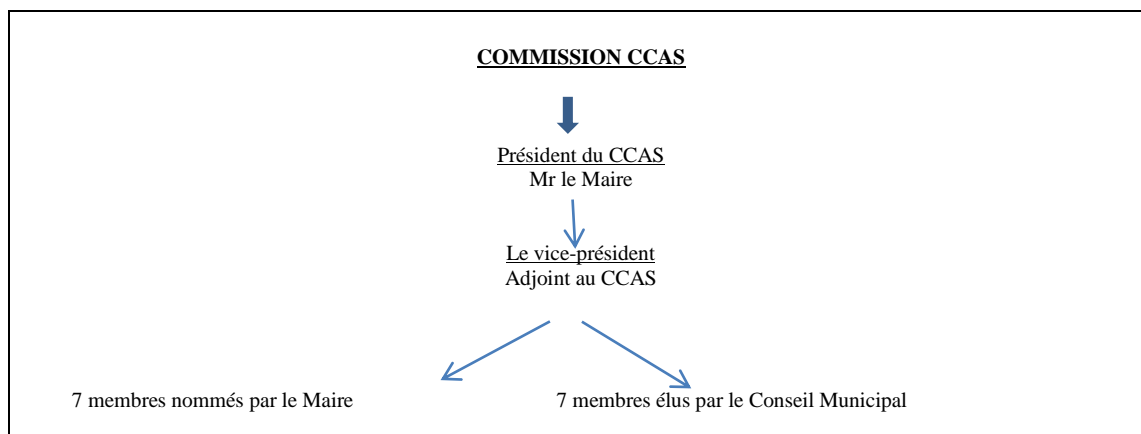 COMMISSION CCAS
Président du CCAS
Mr le Maire
Le vice-président
Adjoint au CCAS
7 membres nommés par le Maire
7 membres élus par le Conseil Municipal